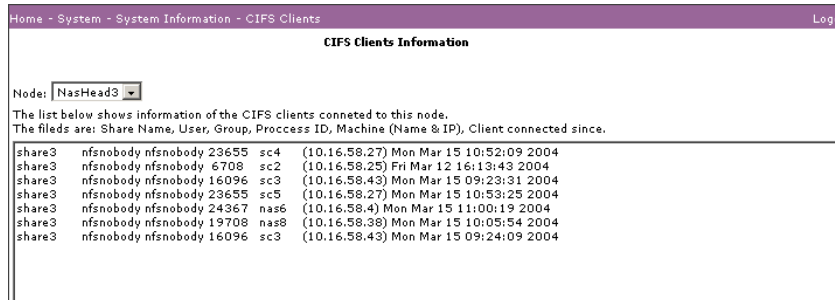 Home - System - System Information - CIFS Clients Log
CIFS Clients Information
Node: NasHead3
The list below shows information of the CIFS clients conneted to this node.
The fileds are: Share Name, User, Group, Proccess ID, Machine (Name & IP), Client connected since.
share3 nfsnobody nfsnobody 23655 sc4 (10.16.58.27) Mon Mar 15 10:52:09 2004
share3 nfsnobody nfsnobody 6708 sc2 (10.16.58.25) Fri Mar 12 16:13:43 2004
share3 nfsnobody nfsnobody 16096 sc3 (10.16.58.43) Mon Mar 15 09:23:31 2004
share3 nfsnobody nfsnobody 23655 sc5 (10.16.58.27) Mon Mar 15 10:53:25 2004
share3 nfsnobody nfsnobody 24367 nas6 (10.16.58.4) Mon Mar 15 11:00:19 2004
share3 nfsnobody nfsnobody 19708 nas8 (10.16.58.38) Mon Mar 15 10:05:54 2004
share3 nfsnobody nfsnobody 16096 sc3 (10.16.58.43) Mon Mar 15 09:24:09 2004